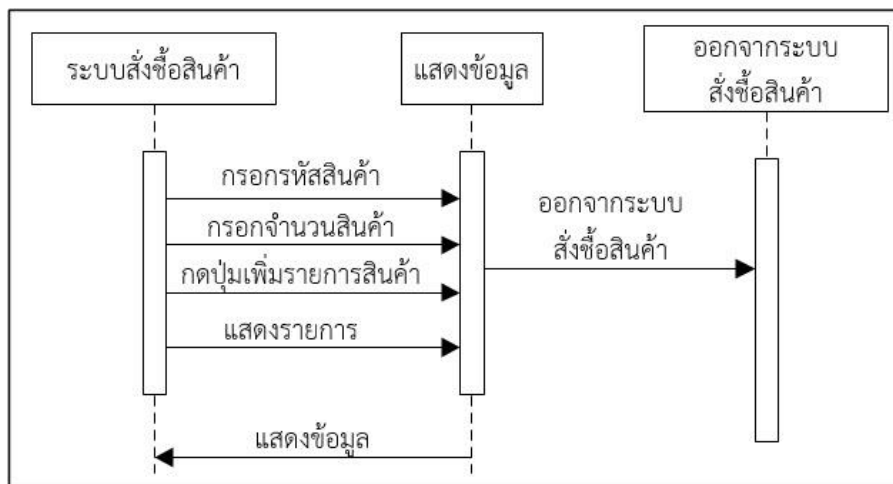 ระบบสั่งซื้อสินค้า
แสดงข้อมูล
ออกจากระบบ
สั่งซื้อสินค้า
กรอกรหัสสินค้า
กรอกจำนวนสินค้า
กดปุ่มเพิ่มรายการสินค้า
แสดงรายการ
ออกจากระบบ
สั่งซื้อสินค้า
แสดงข้อมูล